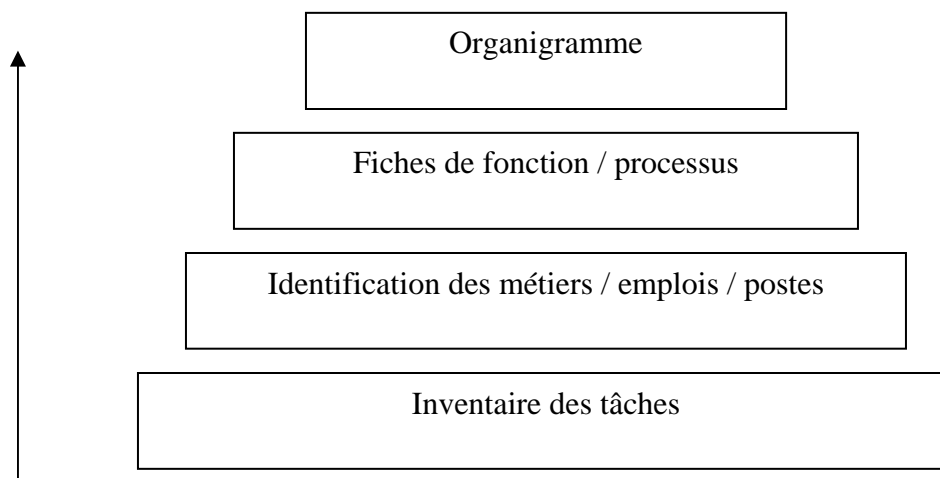 Organigramme
Fiches de fonction / processus
Identification des métiers / emplois / postes
Inventaire des tâches